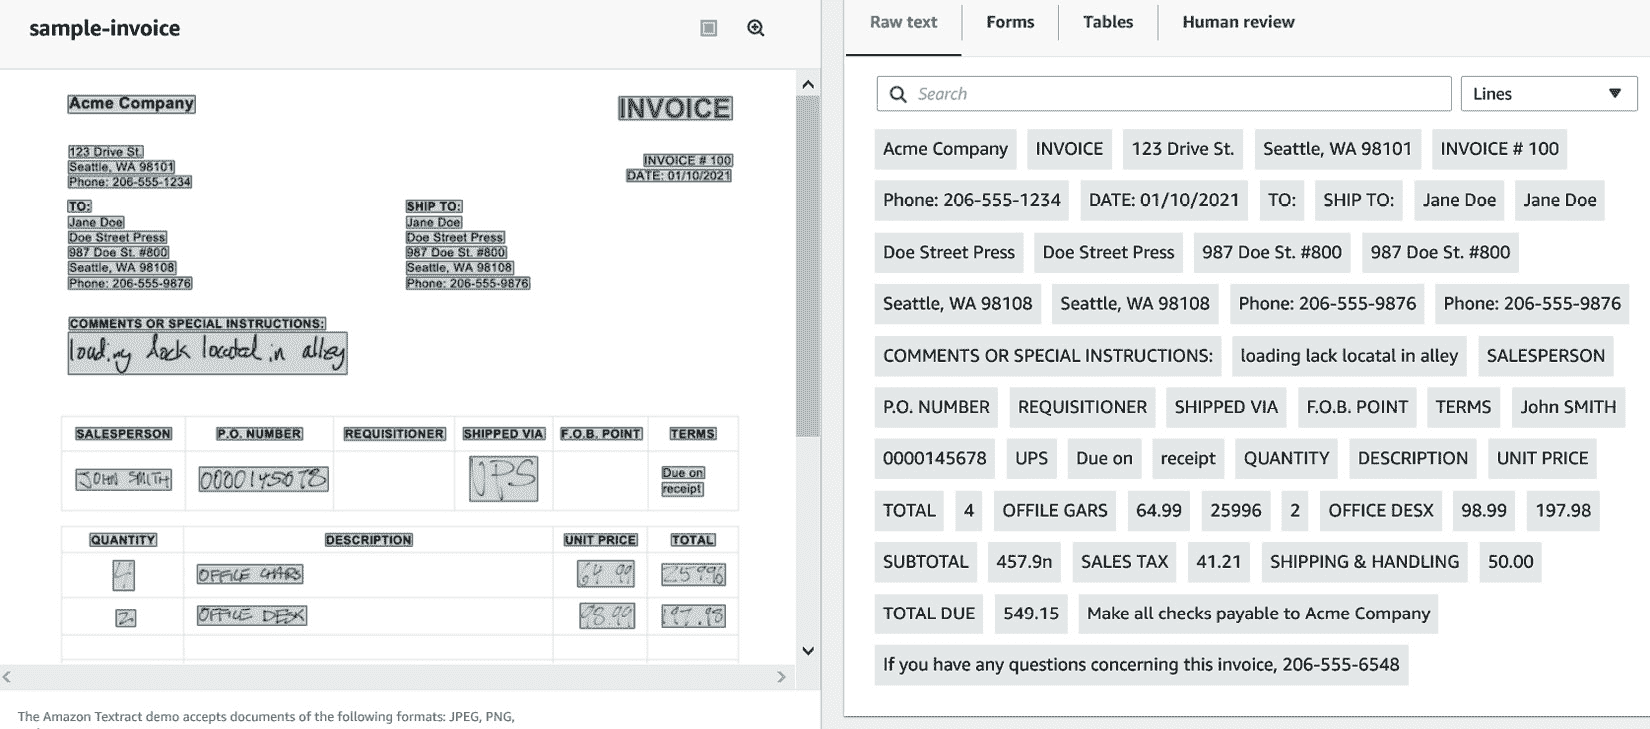 sample-invoice
Acme Company
INVOICE
123 Drive St.
Seattle, WA 98101
Phone: 206-555-1234
INVOICE # 100
DATE: 01/10/2021
TO:
Jane Doe
Doe Street Press
987 Doe St. #800
Seattle, WA 98108
Phone: 206-555-9876
SHIP TO:
Jane Doe
Doe Street Press
987 Doe St. #800
Seattle, WA 98108
Phone: 206-555-9876
COMMENTS OR SPECIAL INSTRUCTIONS:
loading dock located in alley
SALESPERSON P.O. NUMBER REQUISITIONER SHIPPED VIA F.O.B. POINT TERMS
JOHN SMITH 0000145678 UPS Due on
receipt
QUANTITY DESCRIPTION UNIT PRICE TOTAL
4 OFFICE CHAIRS 64.99 259.96
2 OFFICE DESK 98.99 197.98
The Amazon Textract demo accepts documents of the following formats: JPEG, PNG,
Raw text Forms Tables Human review
Search Lines
Acme Company INVOICE 123 Drive St. Seattle, WA 98101 INVOICE # 100
Phone: 206-555-1234 DATE: 01/10/2021 TO: SHIP TO: Jane Doe Jane Doe
Doe Street Press Doe Street Press 987 Doe St. #800 987 Doe St. #800
Seattle, WA 98108 Seattle, WA 98108 Phone: 206-555-9876 Phone: 206-555-9876
COMMENTS OR SPECIAL INSTRUCTIONS: loading lack locatal in alley SALESPERSON
P.O. NUMBER REQUISITIONER SHIPPED VIA F.O.B. POINT TERMS John SMITH
0000145678 UPS Due on receipt QUANTITY DESCRIPTION UNIT PRICE
TOTAL 4 OFFILE GARS 64.99 25996 2 OFFICE DESX 98.99 197.98
SUBTOTAL 457.9n SALES TAX 41.21 SHIPPING & HANDLING 50.00
TOTAL DUE 549.15 Make all checks payable to Acme Company
If you have any questions concerning this invoice, 206-555-6548